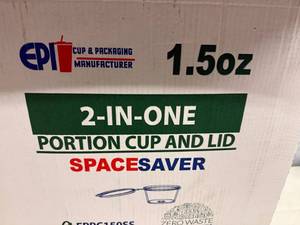 EPI CUP & PACKAGING
MANUFACTURER
1.5oz
2-IN-ONE
PORTION CUP AND LID
SPACESAVER
ZERO WASTE